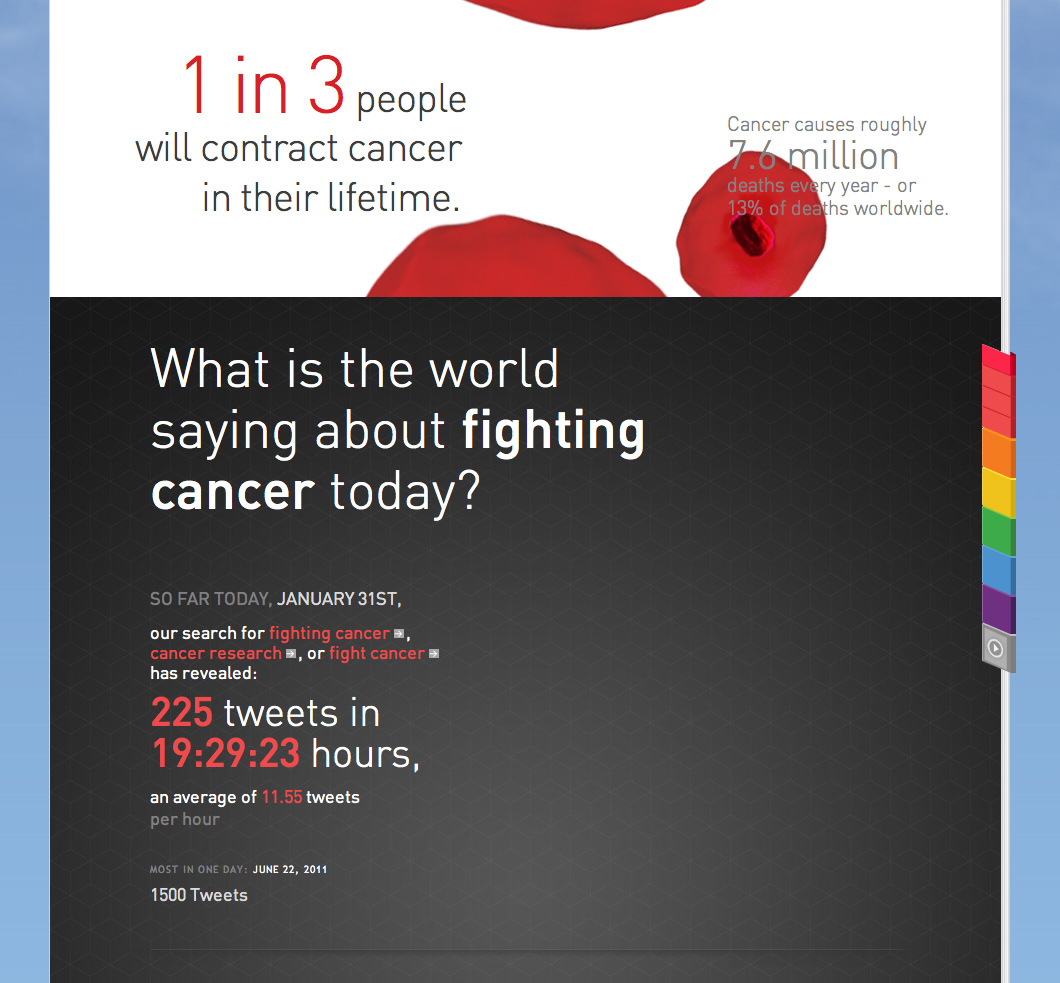 1 in 3 people
will contract cancer
in their lifetime.
Cancer causes roughly
7.6 million
deaths every year - or
13% of deaths worldwide.
What is the world
saying about fighting
cancer today?
SO FAR TODAY, JANUARY 31ST,
our search for fighting cancer ,
cancer research , or fight cancer
has revealed:
225 tweets in
19:29:23 hours,
an average of 11.55 tweets
per hour
MOST IN ONE DAY: JUNE 22, 2011
1500 Tweets